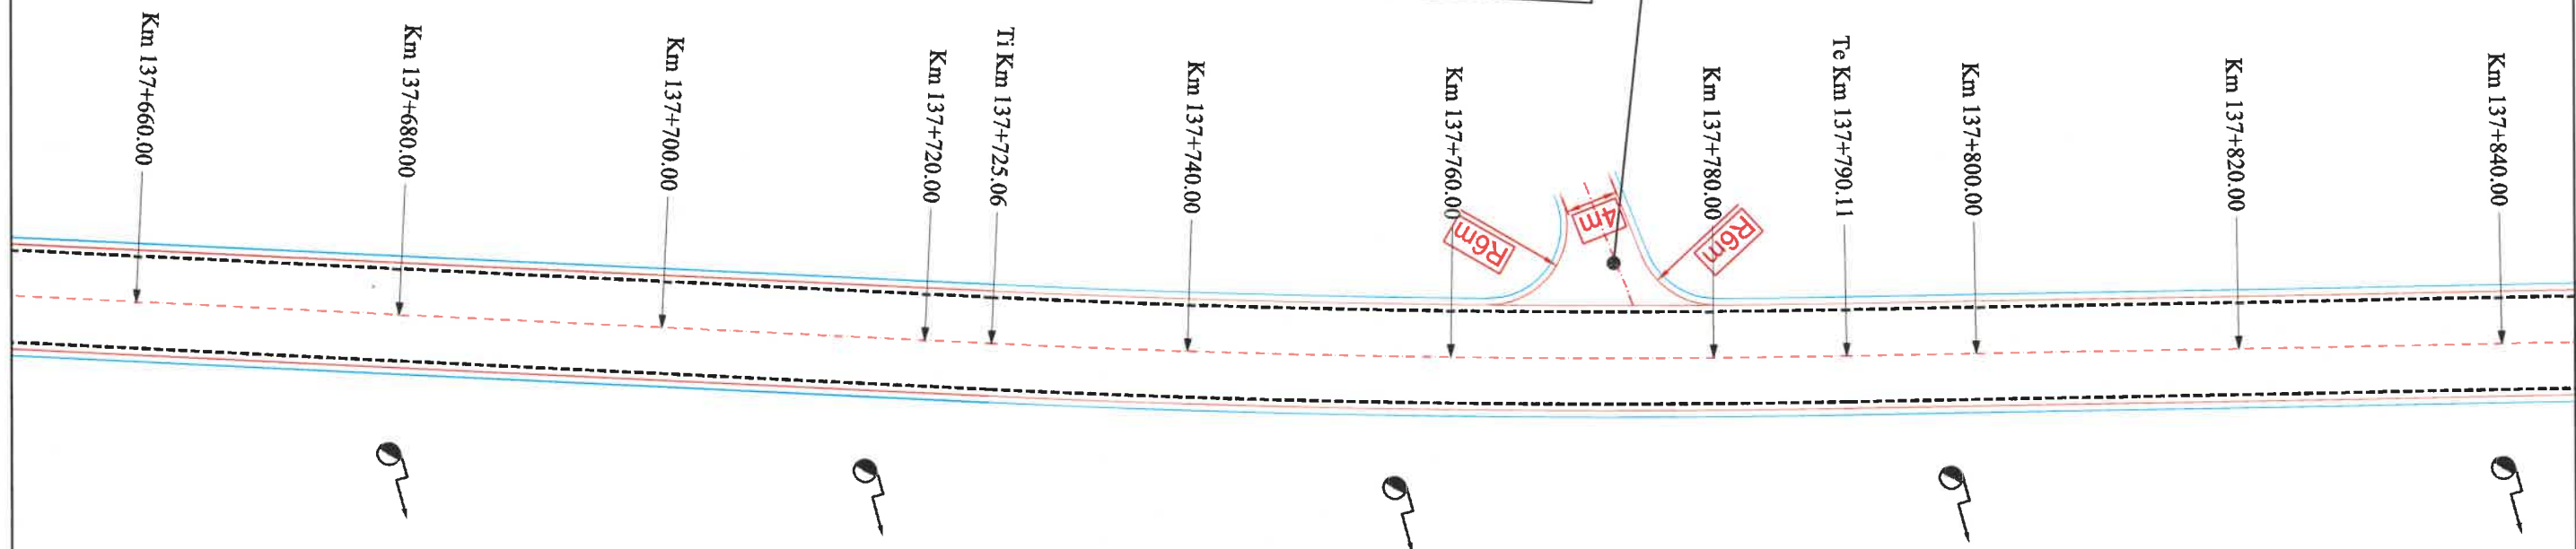 Km 137+660.00
Km 137+680.00
Km 137+700.00
Km 137+720.00
Ti Km 137+725.06
Km 137+740.00
Km 137+760.00
R6m
4m
R6m
Km 137+780.00
Te Km 137+790.11
Km 137+800.00
Km 137+820.00
Km 137+840.00